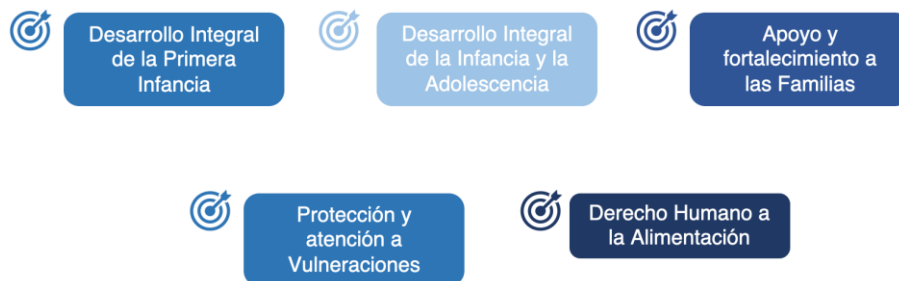 Desarrollo Integral
de la Primera
Infancia
Desarrollo Integral
de la Infancia y la
Adolescencia
Apoyo y
fortalecimiento a
las Familias
Protección y
atención a
Vulneraciones
Derecho Humano a
la Alimentación